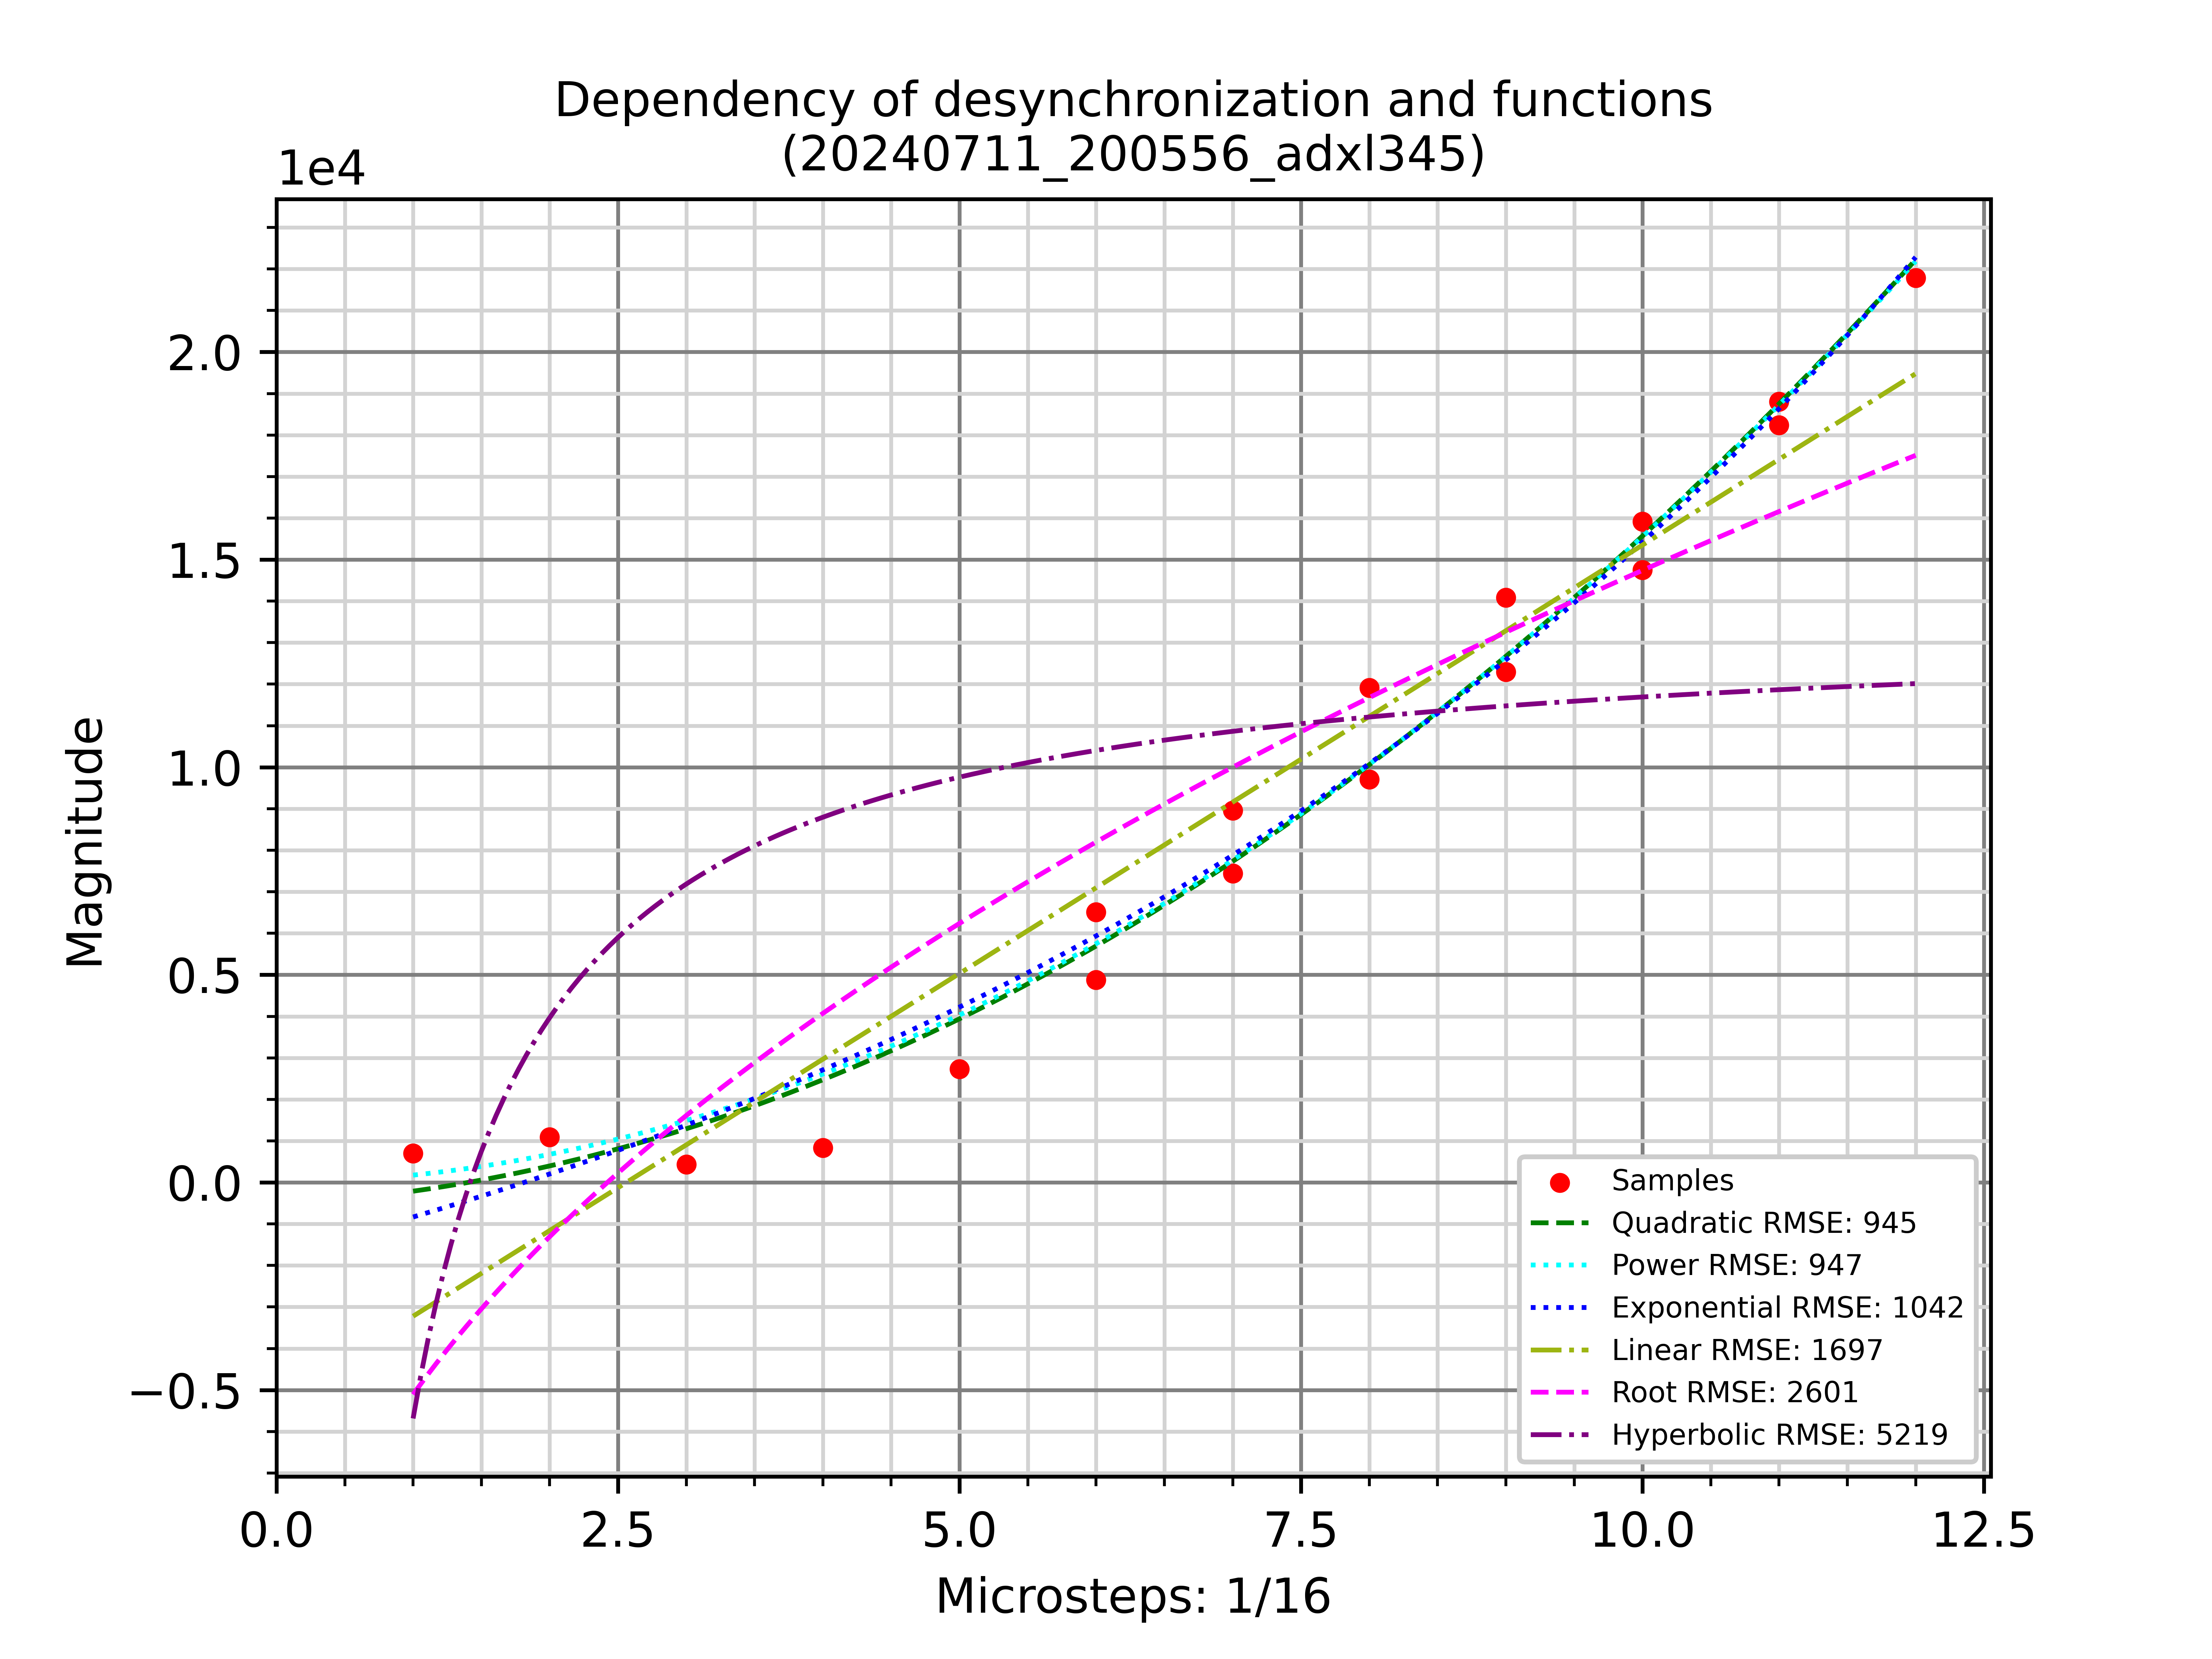 Dependency of desynchronization and functions
(20240711_200556_adxl345)
1e4
2.0
1.5
1.0
0.5
0.0
−0.5
Magnitude
0.0 2.5 5.0 7.5 10.0 12.5
Microsteps: 1/16
Samples
Quadratic RMSE: 945
Power RMSE: 947
Exponential RMSE: 1042
Linear RMSE: 1697
Root RMSE: 2601
Hyperbolic RMSE: 5219